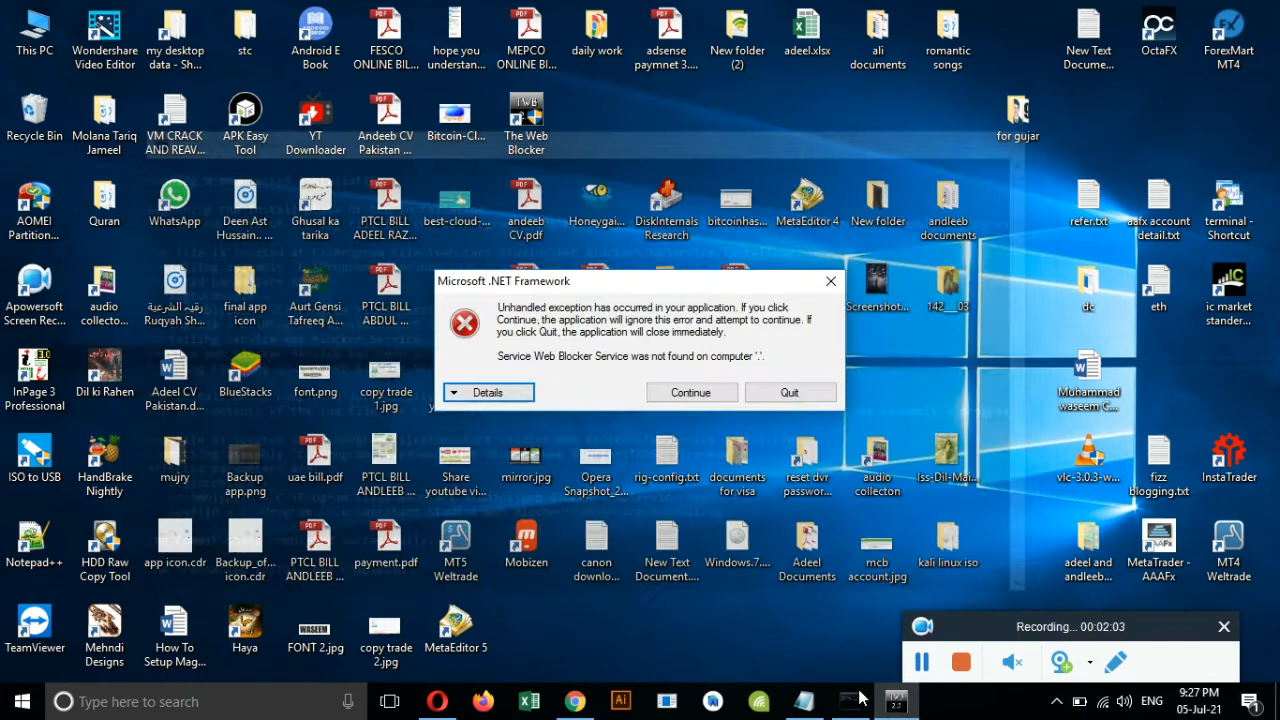 This PC
Wondershare
Video Editor
my desktop
data - Sh...
stc
Android E
Book
FESCO
ONLINE BIL...
hope you
understan...
MEPCO
ONLINE BI...
daily work
adsense
paymnet 3....
New folder
(2)
adeel.xlsx
ali
documents
romantic
songs
New Text
Docume...
OctaFX
ForexMart
MT4
Recycle Bin
Molana Tariq
Jameel
VM CRACK
AND REAV...
APK Easy
Tool
YT
Downloader
Andeeb CV
Pakistan ...
Bitcoin-Cl...
The Web
Blocker
for gujar
AOMEI
Partition...
Quran
WhatsApp
Deen Ast
Hussain.. ...
Ghusal ka
tarika
PTCL BILL
ADEEL RAZ...
best-cloud-...
andeeb
CV.pdf
Honeygai...
DiskInternals
Research
bitcoinhas...
MetaEditor 4
New folder
andleeb
documents
refer.txt
aafx account
detail.txt
terminal -
Shortcut
Apowersoft
Screen Rec...
audio
collecto...
رقیہ الشرعیة
Ruqyah Sh...
final app
icon
Aurt Gensi
Tafreeq A...
PTCL BILL
ABDUL ...
Microsoft .NET Framework
Unhandled exception has occurred in your application. If you click
Continue, the application will ignore this error and attempt to continue. If
you click Quit, the application will close immediately.
Service Web Blocker Service was not found on computer '.'.
Details
Continue
Quit
Screenshot...
142__03
dc
eth
ic market
stander...
InPage 3
Professional
Dil ki Rahen
Adeel CV
Pakistan.d...
BlueStacks
font.png
copy trade
1.jpg
Muhammad
waseem C...
ISO to USB
HandBrake
Nightly
mujry
Backup
app.png
uae bill.pdf
PTCL BILL
ANDLEEB ...
Share
youtube vi...
mirror.jpg
Opera
Snapshot_2...
rig-config.txt
documents
for visa
reset dvr
passwor...
audio
collecton
Iss-Dil-Mai...
vlc-3.0.3-w...
fizz
blogging.txt
InstaTrader
Notepad++
HDD Raw
Copy Tool
app icon.cdr
Backup_of...
icon.cdr
PTCL BILL
ANDLEEB ...
payment.pdf
MT5
Weltrade
Mobizen
canon
downlo...
New Text
Document....
Windows.7....
Adeel
Documents
mcb
account.jpg
kali linux iso
adeel and
andleeb...
MetaTrader -
AAAFx
MT4
Weltrade
TeamViewer
Mehndi
Designs
How To
Setup Mag...
Haya
WASEEM
FONT 2.jpg
copy trade
2.jpg
MetaEditor 5
Recording... 00:02:03
Type here to search
ENG
9:27 PM
05-Jul-21